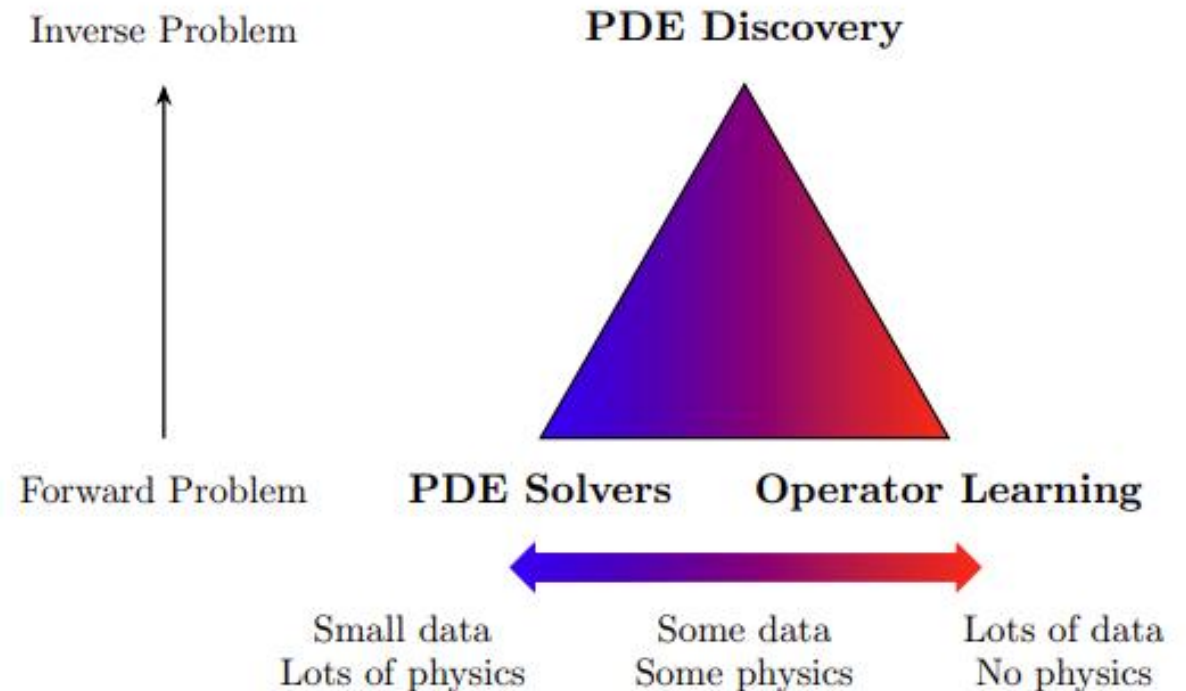 Inverse Problem
PDE Discovery
Forward Problem
PDE Solvers
Operator Learning
Small data
Lots of physics
Some data
Some physics
Lots of data
No physics